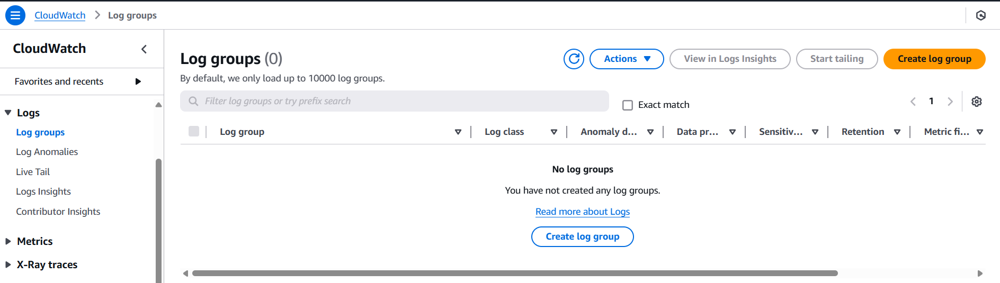 CloudWatch > Log groups
CloudWatch
Favorites and recents
Logs
Log groups
Log Anomalies
Live Tail
Logs Insights
Contributor Insights
Metrics
X-Ray traces
Log groups (0)
Actions
View in Logs Insights
Start tailing
Create log group
By default, we only load up to 10000 log groups.
Filter log groups or try prefix search
Exact match
1
Log group
Log class
Anomaly d...
Data pr...
Sensitiv...
Retention
Metric fi...
No log groups
You have not created any log groups.
Read more about Logs
Create log group